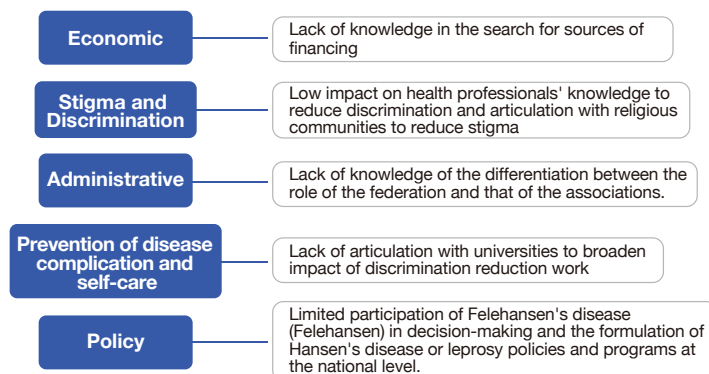 Economic
Lack of knowledge in the search for sources of
financing
Stigma and
Discrimination
Low impact on health professionals' knowledge to
reduce discrimination and articulation with religious
communities to reduce stigma
Administrative
Lack of knowledge of the differentiation between the
role of the federation and that of the associations.
Prevention of disease
complication and
self-care
Lack of articulation with universities to broaden
impact of discrimination reduction work
Policy
Limited participation of Felehansen's disease
(Felehansen) in decision-making and the formulation of
Hansen's disease or leprosy policies and programs at
the national level.